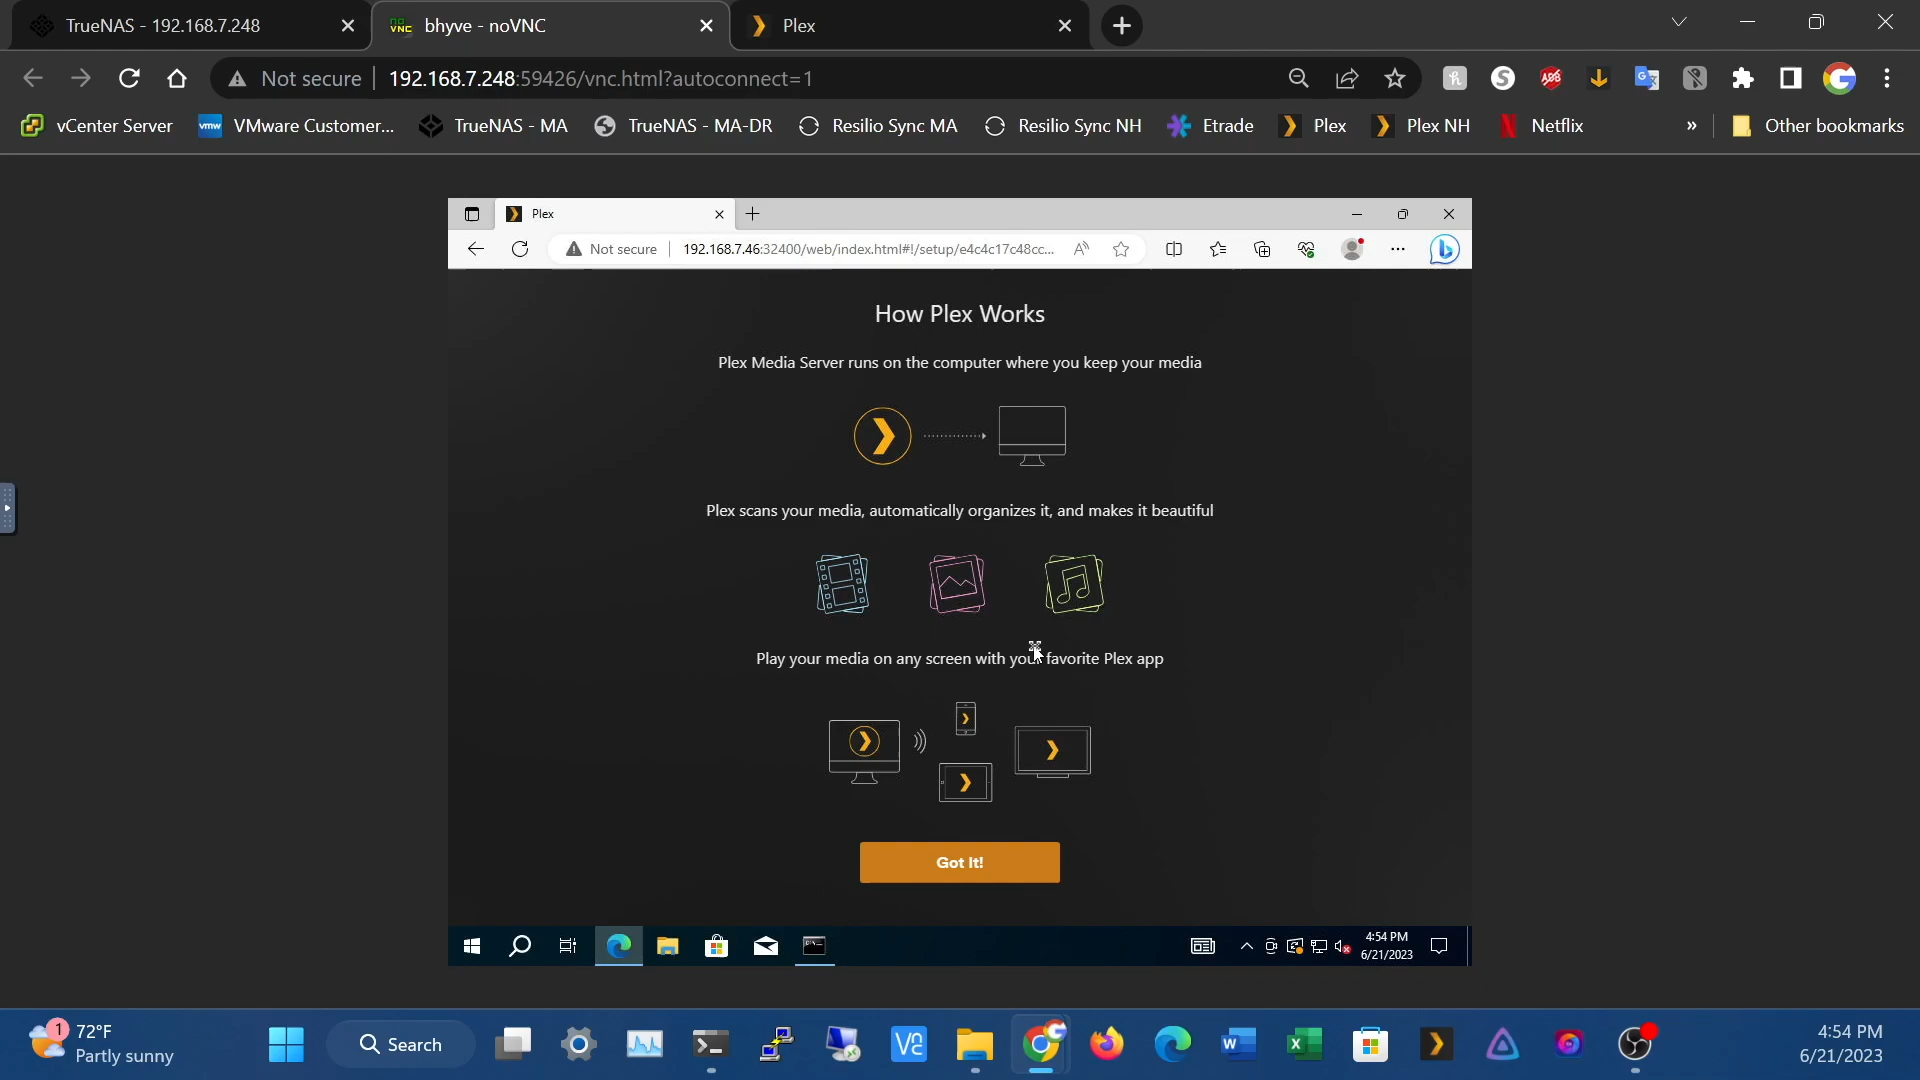 TrueNAS - 192.168.7.248
VNC
bhyve - noVNC
Plex
Not secure
192.168.7.248:59426/vnc.html?autoconnect=1
ABB
vCenter Server
vmw
VMware Customer...
TrueNAS - MA
TrueNAS - MA-DR
Resilio Sync MA
Resilio Sync NH
Etrade
Plex
Plex NH
Netflix
»
Other bookmarks
Plex
Not secure
192.168.7.46:32400/web/index.html#!/setup/e4c4c17c48cc...
How Plex Works
Plex Media Server runs on the computer where you keep your media
Plex scans your media, automatically organizes it, and makes it beautiful
Play your media on any screen with your favorite Plex app
Got It!
4:54 PM
6/21/2023
1
72°F
Partly sunny
Search
4:54 PM
6/21/2023